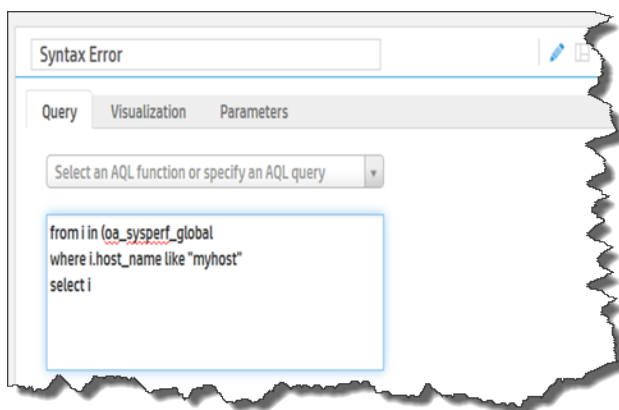 Syntax Error
Query Visualization Parameters
Select an AQL function or specify an AQL query
from i in (oa_sysperf_global
where i.host_name like "myhost"
select i